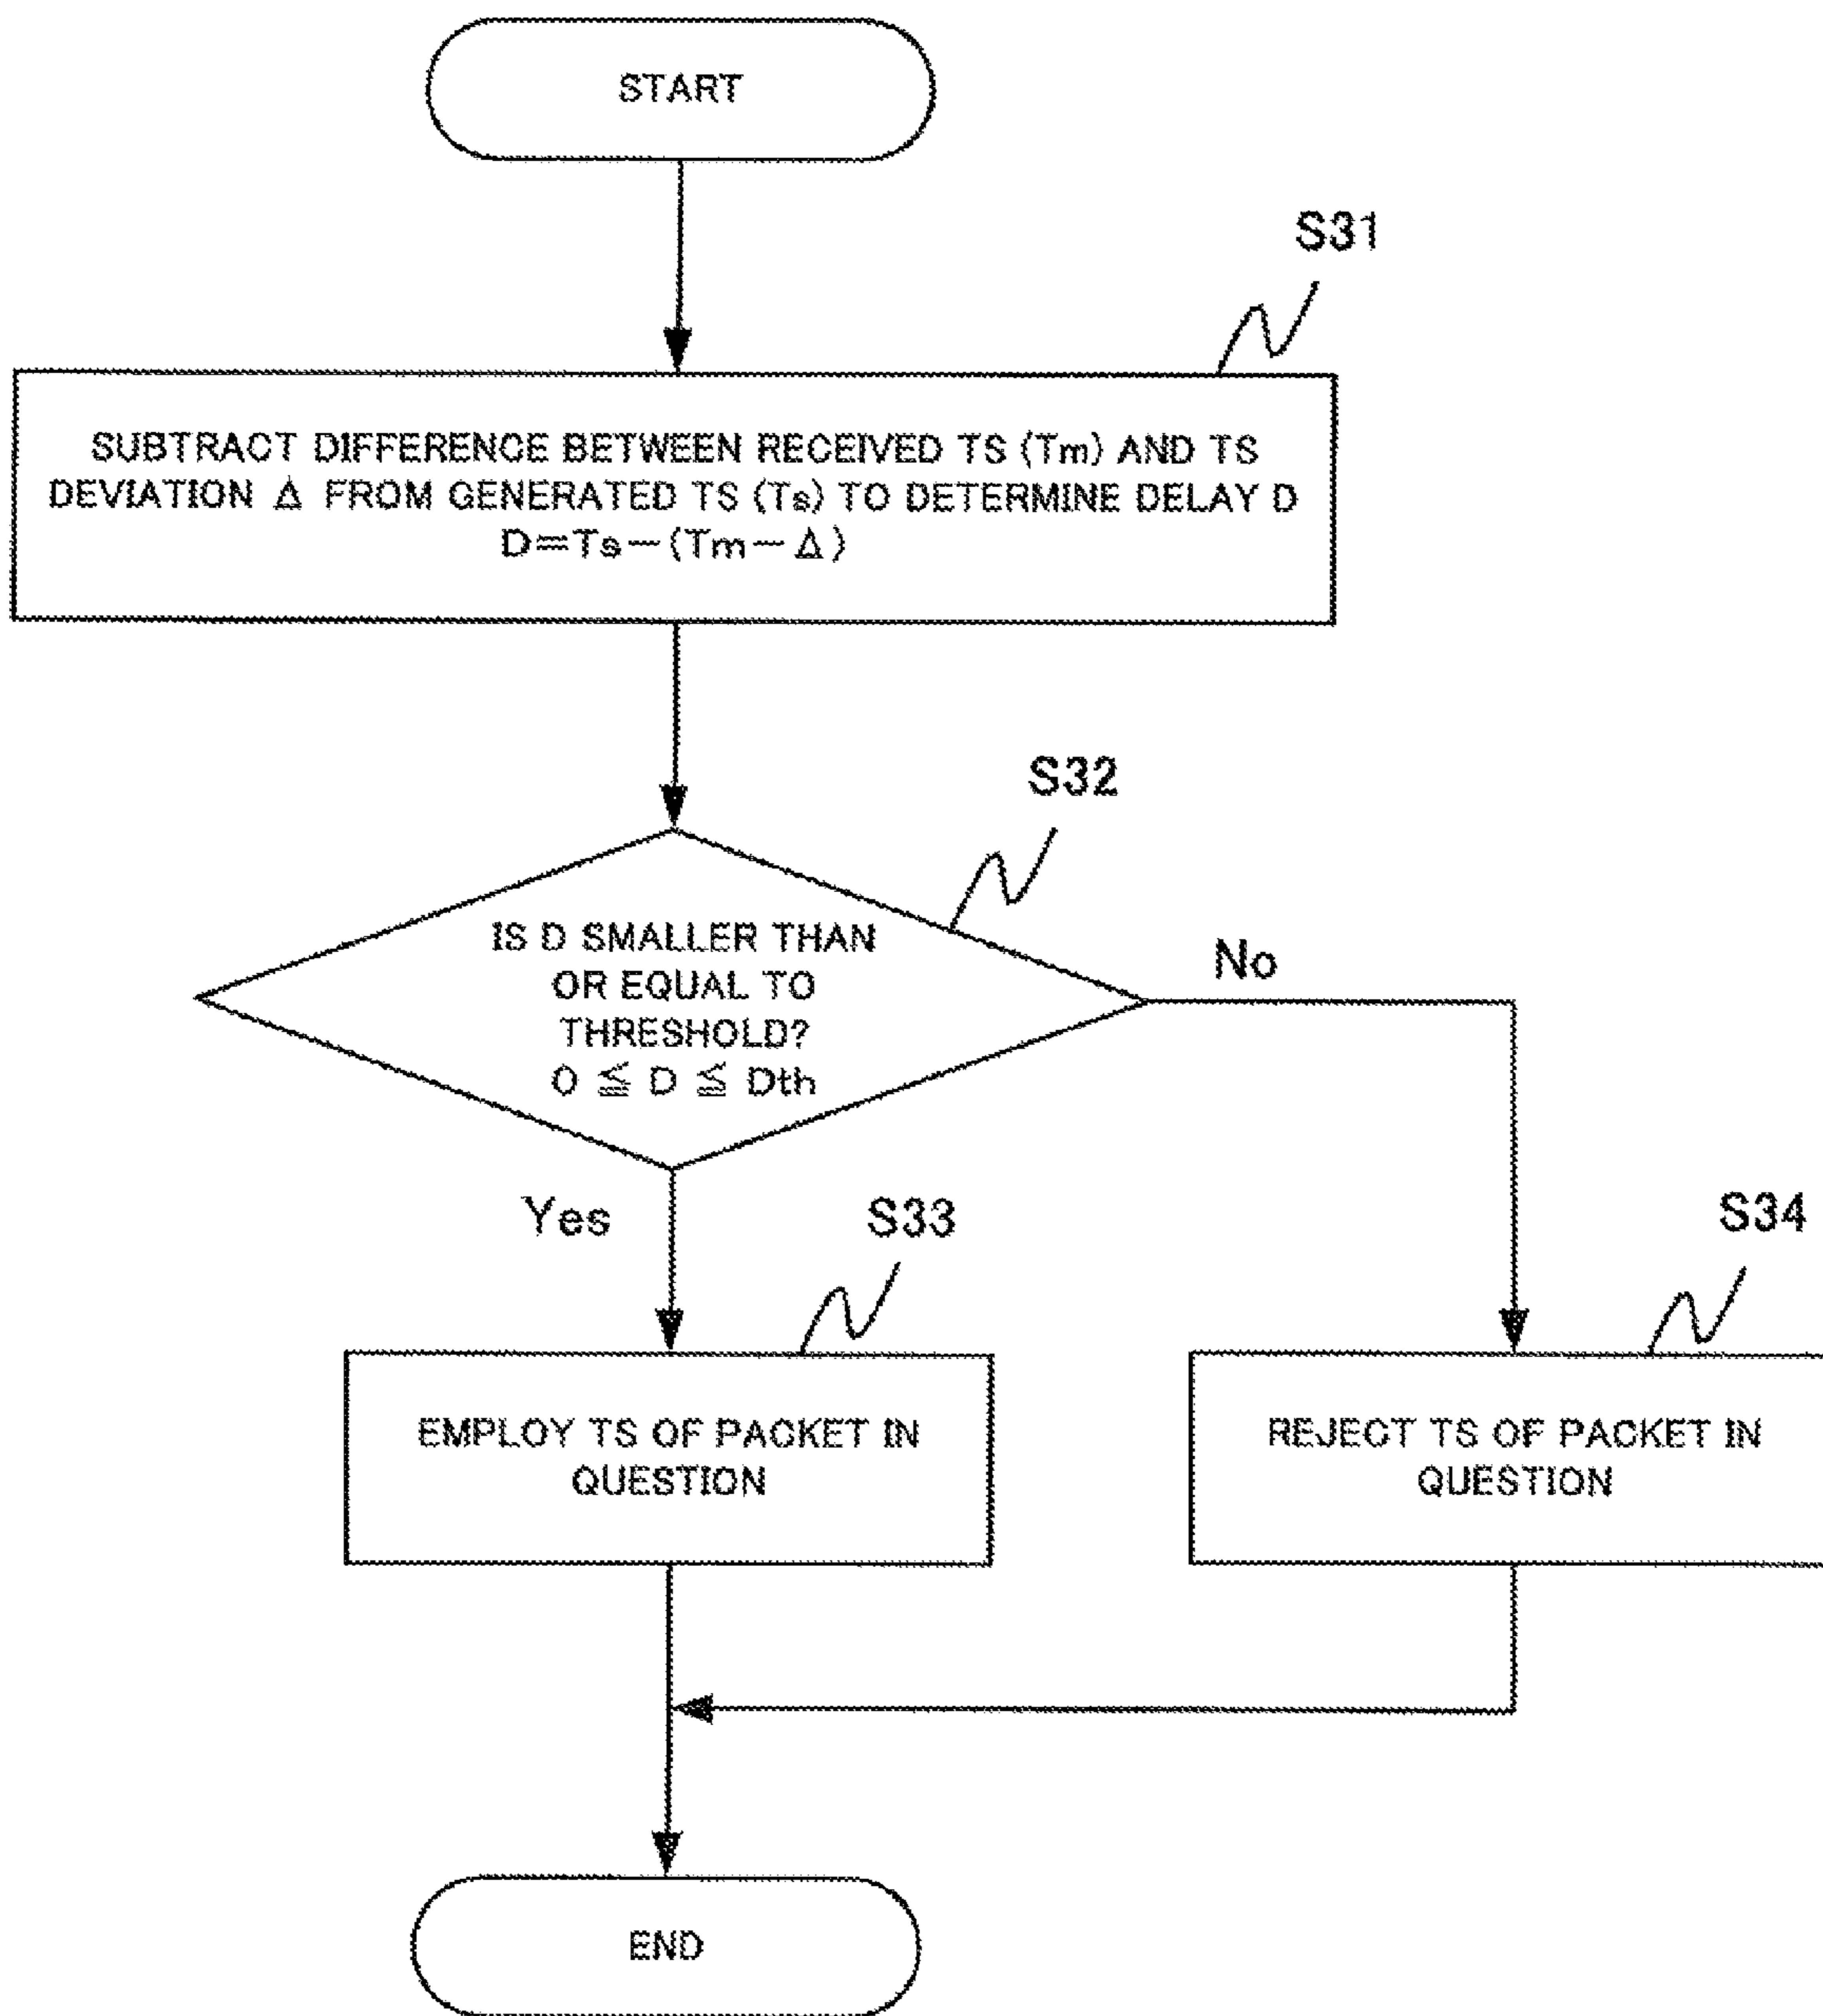 START
S31
SUBTRACT DIFFERENCE BETWEEN RECEIVED TS (Tm) AND TS
DEVIATION Δ FROM GENERATED TS (Ts) TO DETERMINE DELAY D
D=Ts−(Tm−Δ)
S32
IS D SMALLER THAN
OR EQUAL TO
THRESHOLD?
0 ≦ D ≦ Dth
No
Yes
S33
S34
EMPLOY TS OF PACKET IN
QUESTION
REJECT TS OF PACKET IN
QUESTION
END